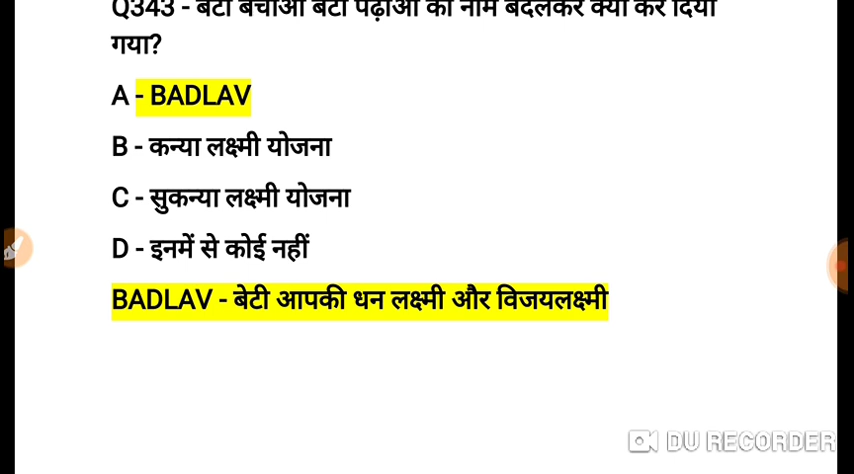 Q343 - बेटी बचाओ बेटी पढ़ाओ का नाम बदलकर क्या कर दिया
गया?
A - BADLAV
B - कन्या लक्ष्मी योजना
C - सुकन्या लक्ष्मी योजना
D - इनमें से कोई नहीं
BADLAV - बेटी आपकी धन लक्ष्मी और विजयलक्ष्मी
DU RECORDER